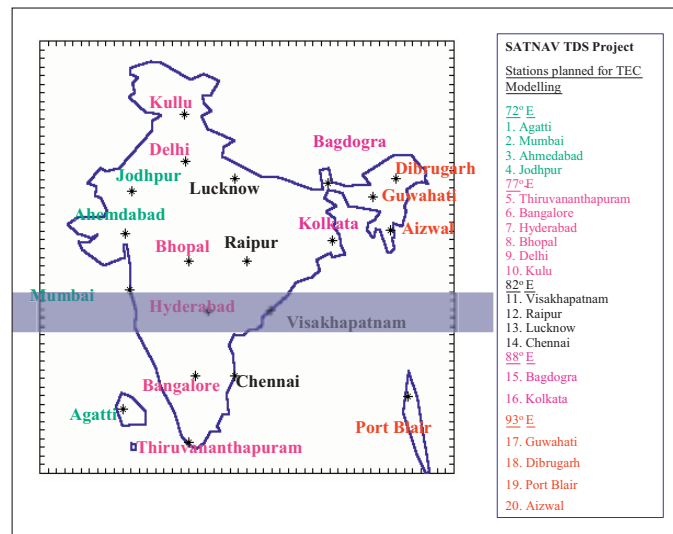 Kullu
Bagdogra
Delhi
Dibrugarh
Jodhpur
Lucknow
Guwahati
Ahemdabad
Kolkata
Aizwal
Bhopal
Raipur
Mumbai
Hyderabad
Visakhapatnam
Bangalore
Chennai
Agatti
Port Blair
Thiruvananthapuram
SATNAV TDS Project
Stations planned for TEC
Modelling
72° E
1. Agatti
2. Mumbai
3. Ahmedabad
4. Jodhpur
77° E
5. Thiruvananthapuram
6. Bangalore
7. Hyderabad
8. Bhopal
9. Delhi
10. Kulu
82° E
11. Visakhapatnam
12. Raipur
13. Lucknow
14. Chennai
88° E
15. Bagdogra
16. Kolkata
93° E
17. Guwahati
18. Dibrugarh
19. Port Blair
20. Aizwal